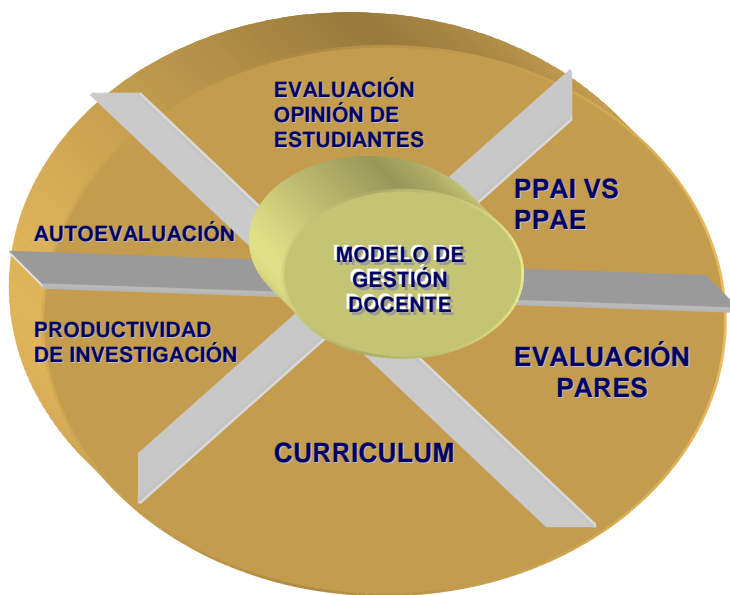 EVALUACIÓN
OPINIÓN DE
ESTUDIANTES
PPAI VS
PPAE
AUTOEVALUACIÓN
MODELO DE
GESTIÓN
DOCENTE
PRODUCTIVIDAD
DE INVESTIGACIÓN
EVALUACIÓN
PARES
CURRICULUM